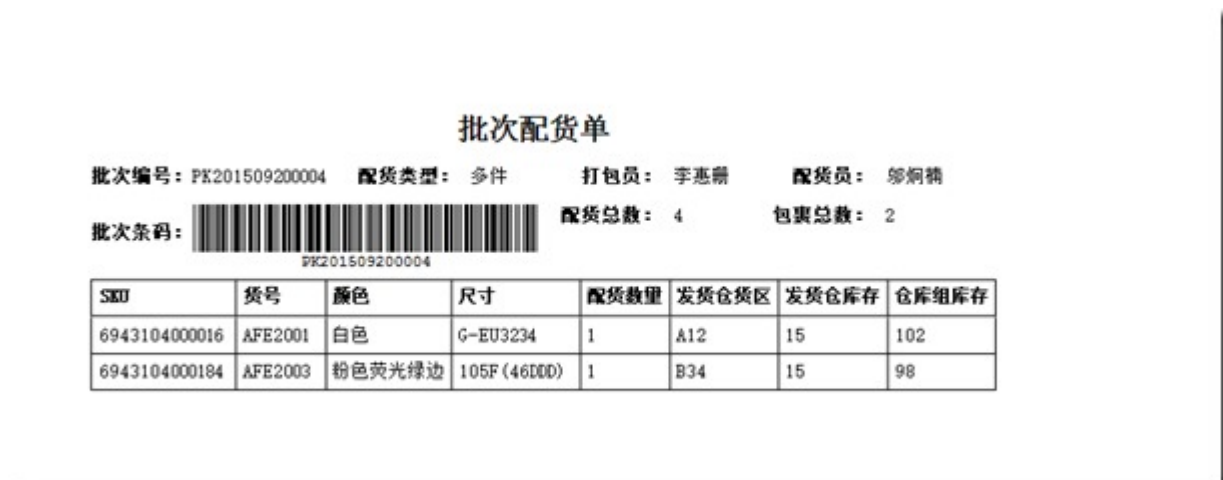 批次配货单
批次编号：PK201509200004 配货类型： 多件 打包员： 李惠珊 配货员： 邬炯楠
批次条码： 配货总数： 4 包裹总数： 2
PK201509200004
SKU 货号 颜色 尺寸 配货数量 发货仓货区 发货仓库存 仓库组库存
6943104000016 AFE2001 白色 G-EU3234 1 A12 15 102
6943104000184 AFE2003 粉色荧光绿边 105F(46DDD) 1 B34 15 98